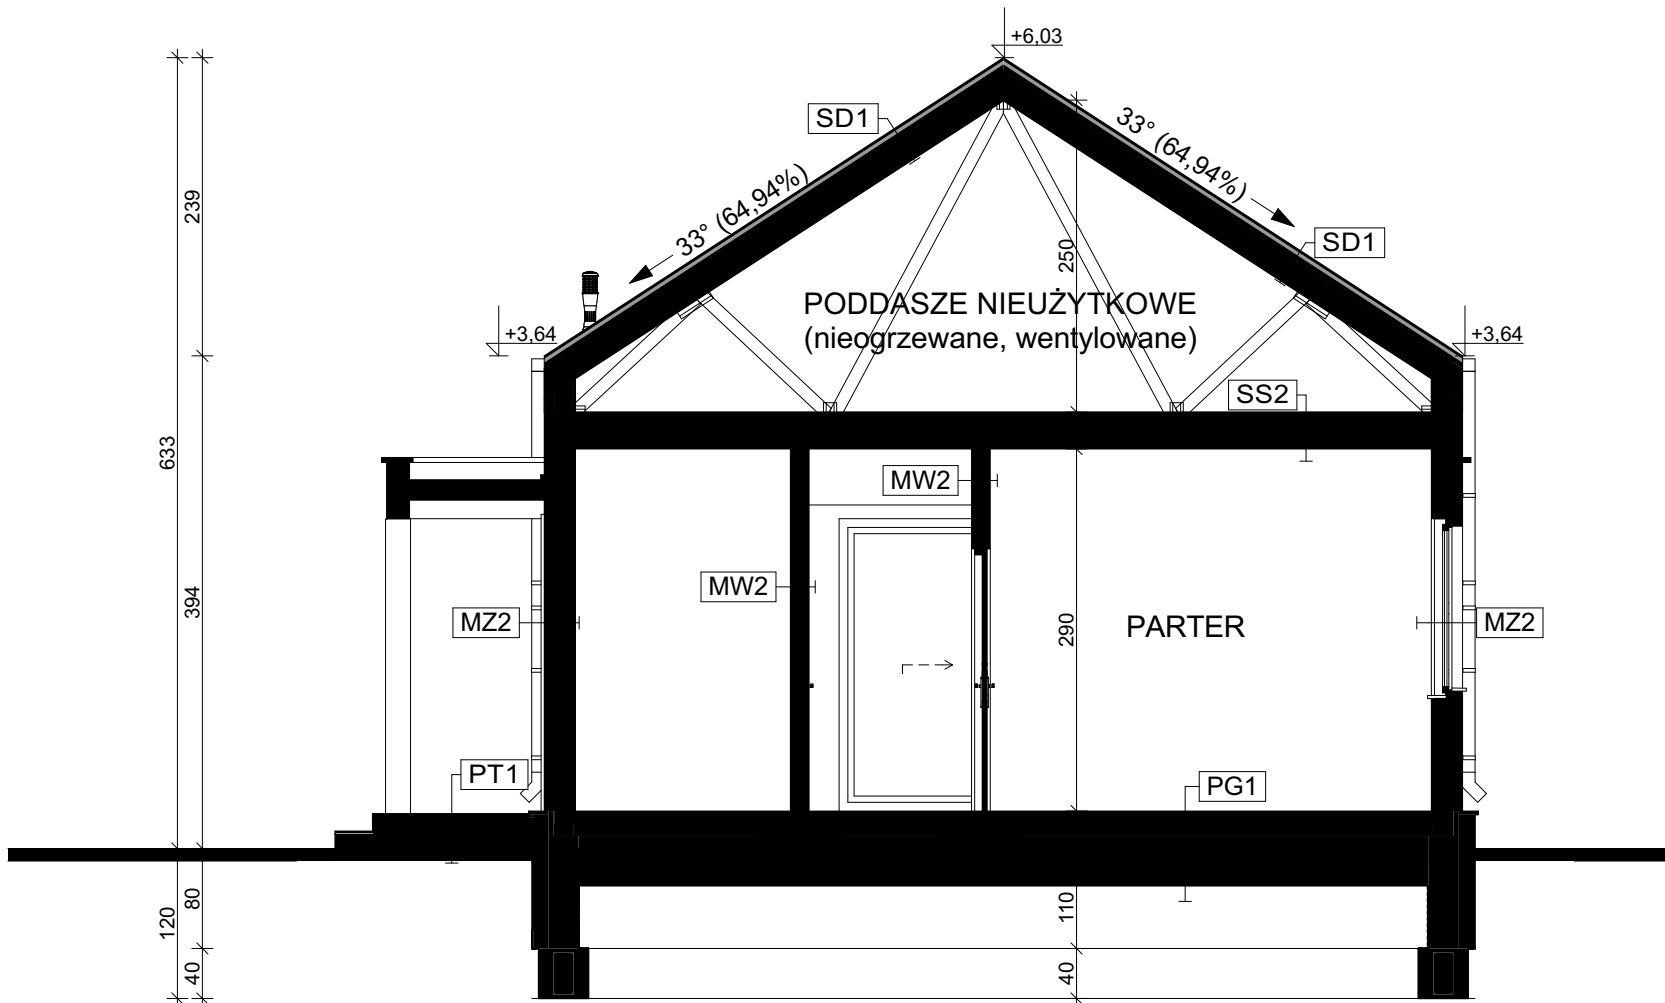 +6,03
SD1
33° (64,94%)
33° (64,94%)
239
SD1
250
PODDASZE NIEUŻYTKOWE
(nieogrzewane, wentylowane)
+3,64
+3,64
SS2
633
MW2
MW2
394
MZ2
290
PARTER
MZ2
PT1
PG1
120
80
110
40
40